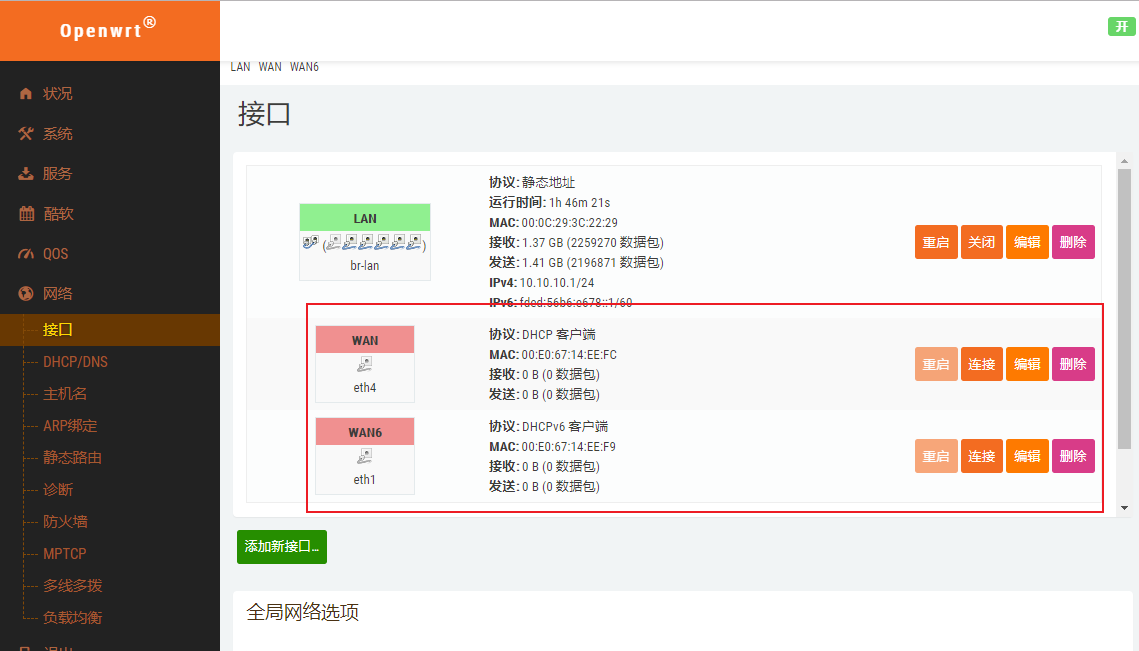 Openwrt®
开
LAN WAN WAN6
状况
系统
服务
酷软
QOS
网络
接口
DHCP/DNS
主机名
ARP绑定
静态路由
诊断
防火墙
MPTCP
多线多拨
负载均衡
退出
接口
LAN
br-lan
协议: 静态地址
运行时间: 1h 46m 21s
MAC: 00:0C:29:3C:22:29
接收: 1.37 GB (2259270 数据包)
发送: 1.41 GB (2196871 数据包)
IPv4: 10.10.10.1/24
IPv6: fded:56b6:e678::1/60
重启 关闭 编辑 删除
WAN
eth4
协议: DHCP 客户端
MAC: 00:E0:67:14:EE:FC
接收: 0 B (0 数据包)
发送: 0 B (0 数据包)
重启 连接 编辑 删除
WAN6
eth1
协议: DHCPv6 客户端
MAC: 00:E0:67:14:EE:F9
接收: 0 B (0 数据包)
发送: 0 B (0 数据包)
重启 连接 编辑 删除
添加新接口...
全局网络选项